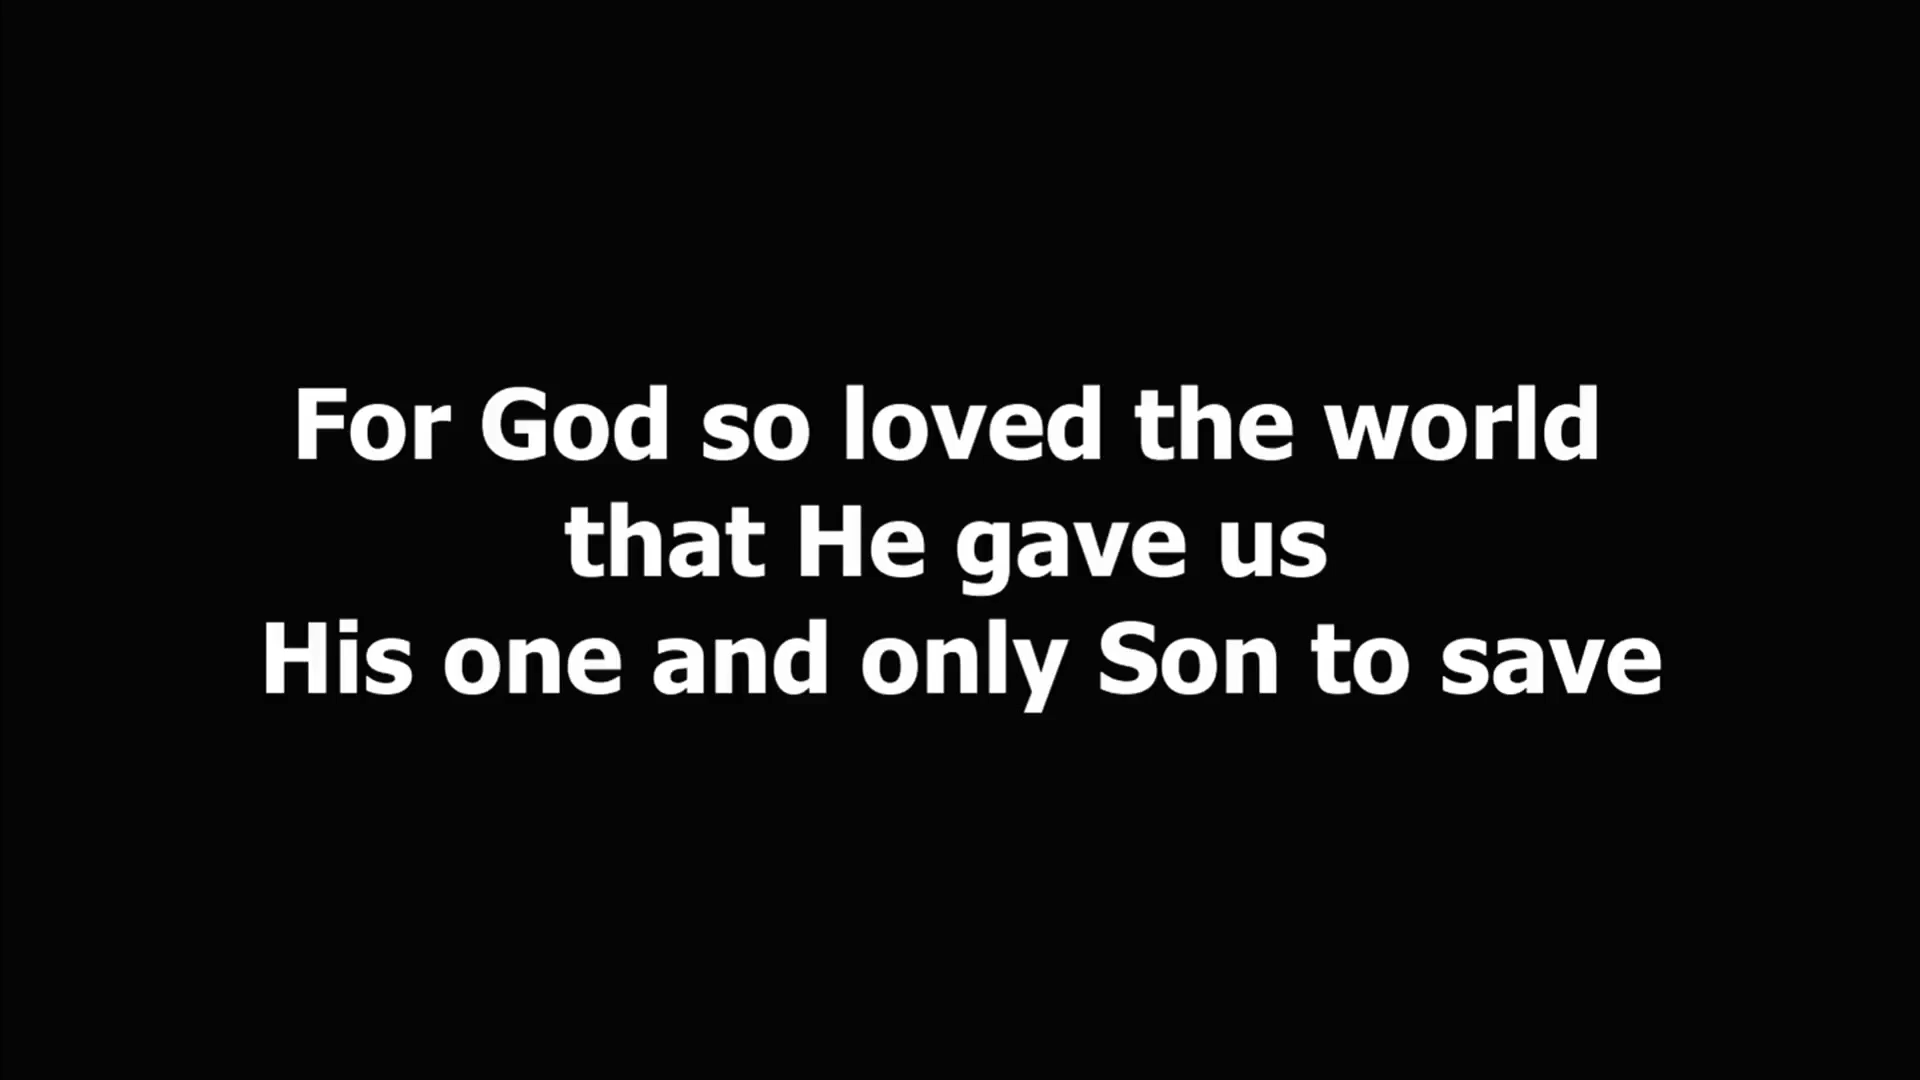 For God so loved the world
that He gave us
His one and only Son to save